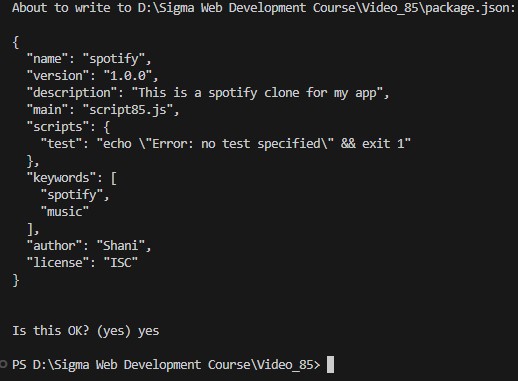 About to write to D:\Sigma Web Development Course\Video_85\package.json:
{
  "name": "spotify",
  "version": "1.0.0",
  "description": "This is a spotify clone for my app",
  "main": "script85.js",
  "scripts": {
    "test": "echo \"Error: no test specified\" && exit 1"
  },
  "keywords": [
    "spotify",
    "music"
  ],
  "author": "Shani",
  "license": "ISC"
}
Is this OK? (yes) yes
PS D:\Sigma Web Development Course\Video_85>